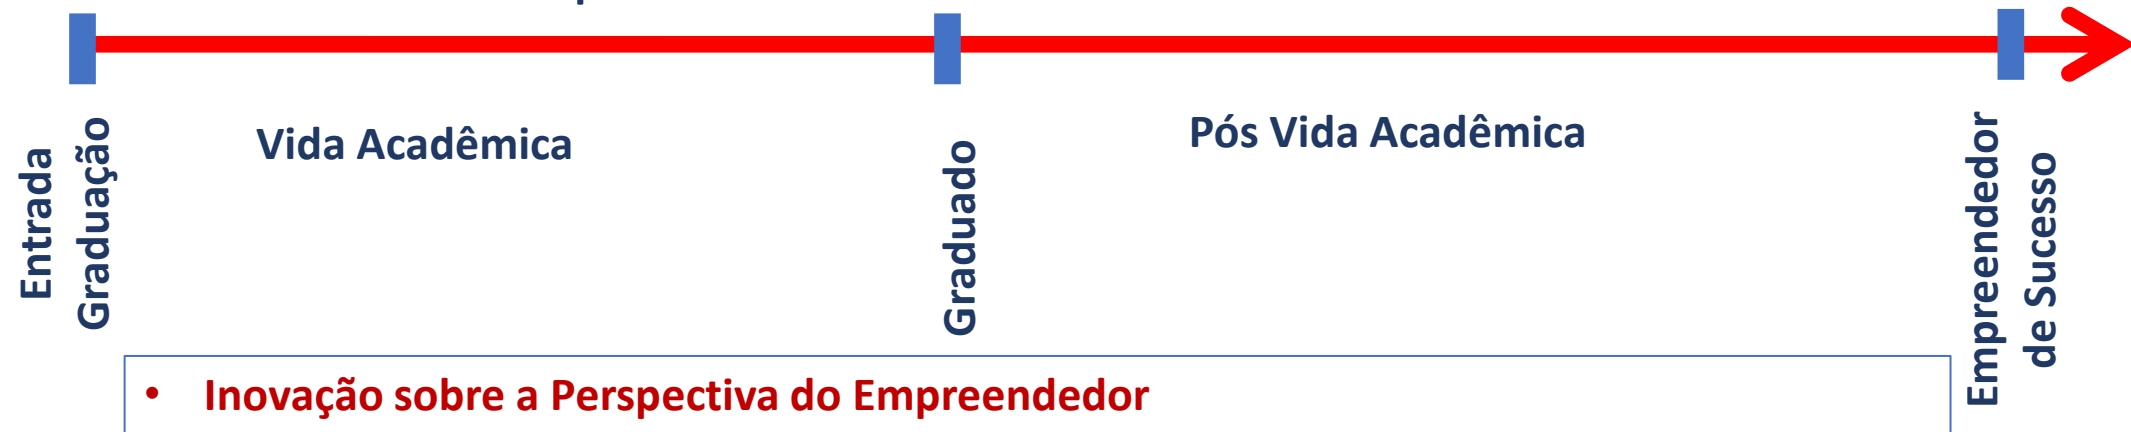 Vida Acadêmica
Pós Vida Acadêmica
Entrada
Graduação
Graduado
Empreendedor
de Sucesso
• Inovação sobre a Perspectiva do Empreendedor